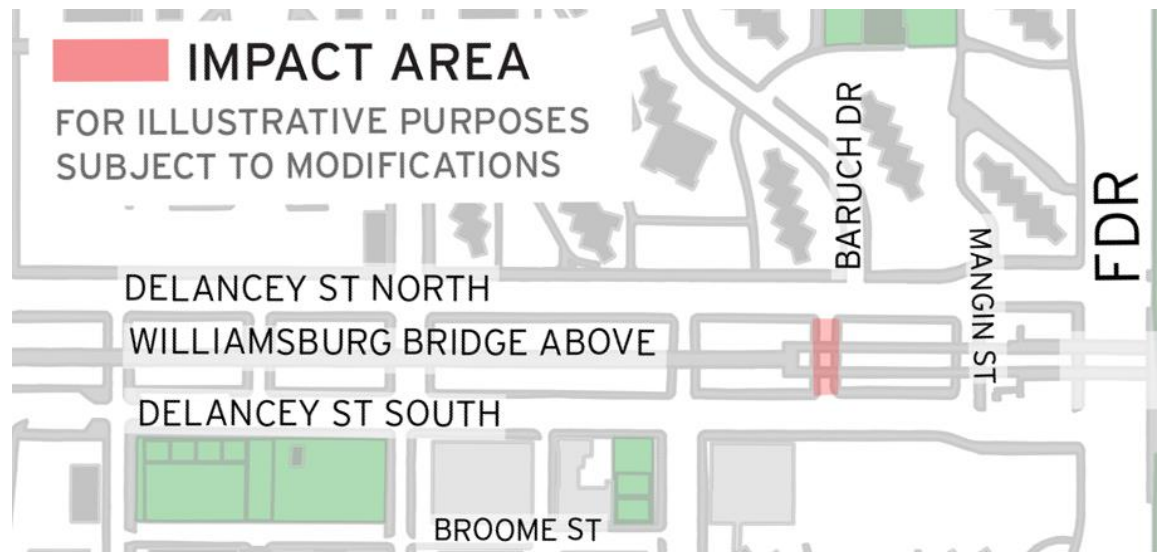 IMPACT AREA
FOR ILLUSTRATIVE PURPOSES
SUBJECT TO MODIFICATIONS
BARUCH DR
FDR
MANGIN ST
DELANCEY ST NORTH
WILLIAMSBURG BRIDGE ABOVE
DELANCEY ST SOUTH
BROOME ST